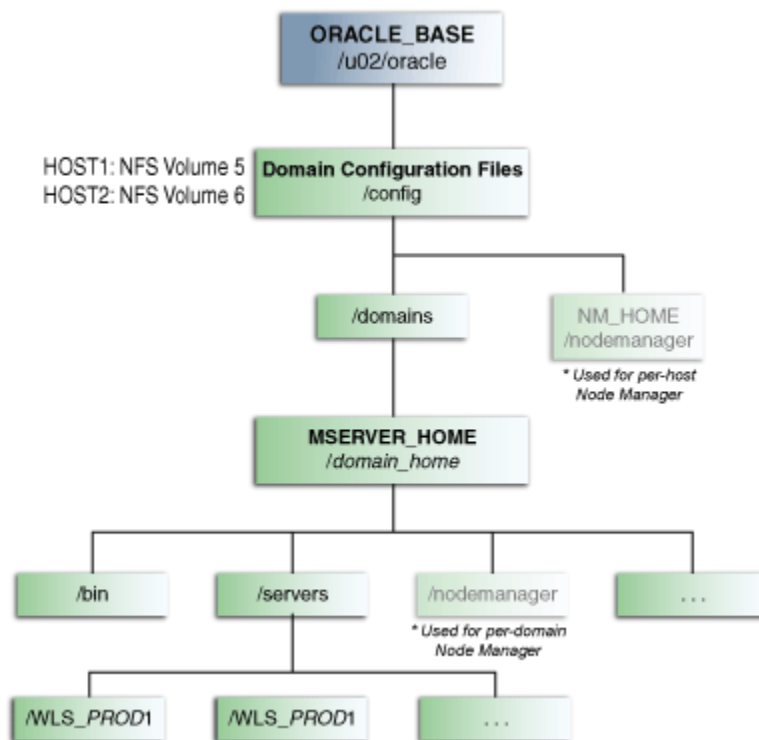 ORACLE_BASE
/u02/oracle
HOST1: NFS Volume 5
HOST2: NFS Volume 6
Domain Configuration Files
/config
/domains
NM_HOME
/nodemanager
* Used for per-host
Node Manager
MSERVER_HOME
/domain_home
/bin
/servers
/nodemanager
...
* Used for per-domain
Node Manager
/WLS_PROD1
/WLS_PROD1
...